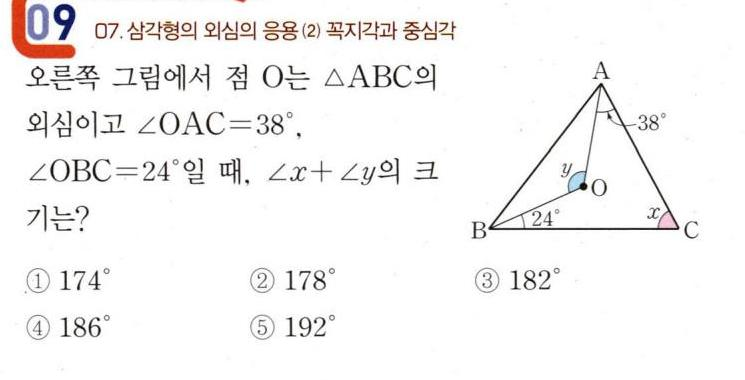 09 07. 삼각형의 외심의 응용 (2) 꼭지각과 중심각
오른쪽 그림에서 점 O는 △ABC의
외심이고 ∠OAC=38°,
∠OBC=24°일 때, ∠x+∠y의 크
기는?
A
38°
y
O
B
24°
x
C
① 174° ② 178° ③ 182°
④ 186° ⑤ 192°